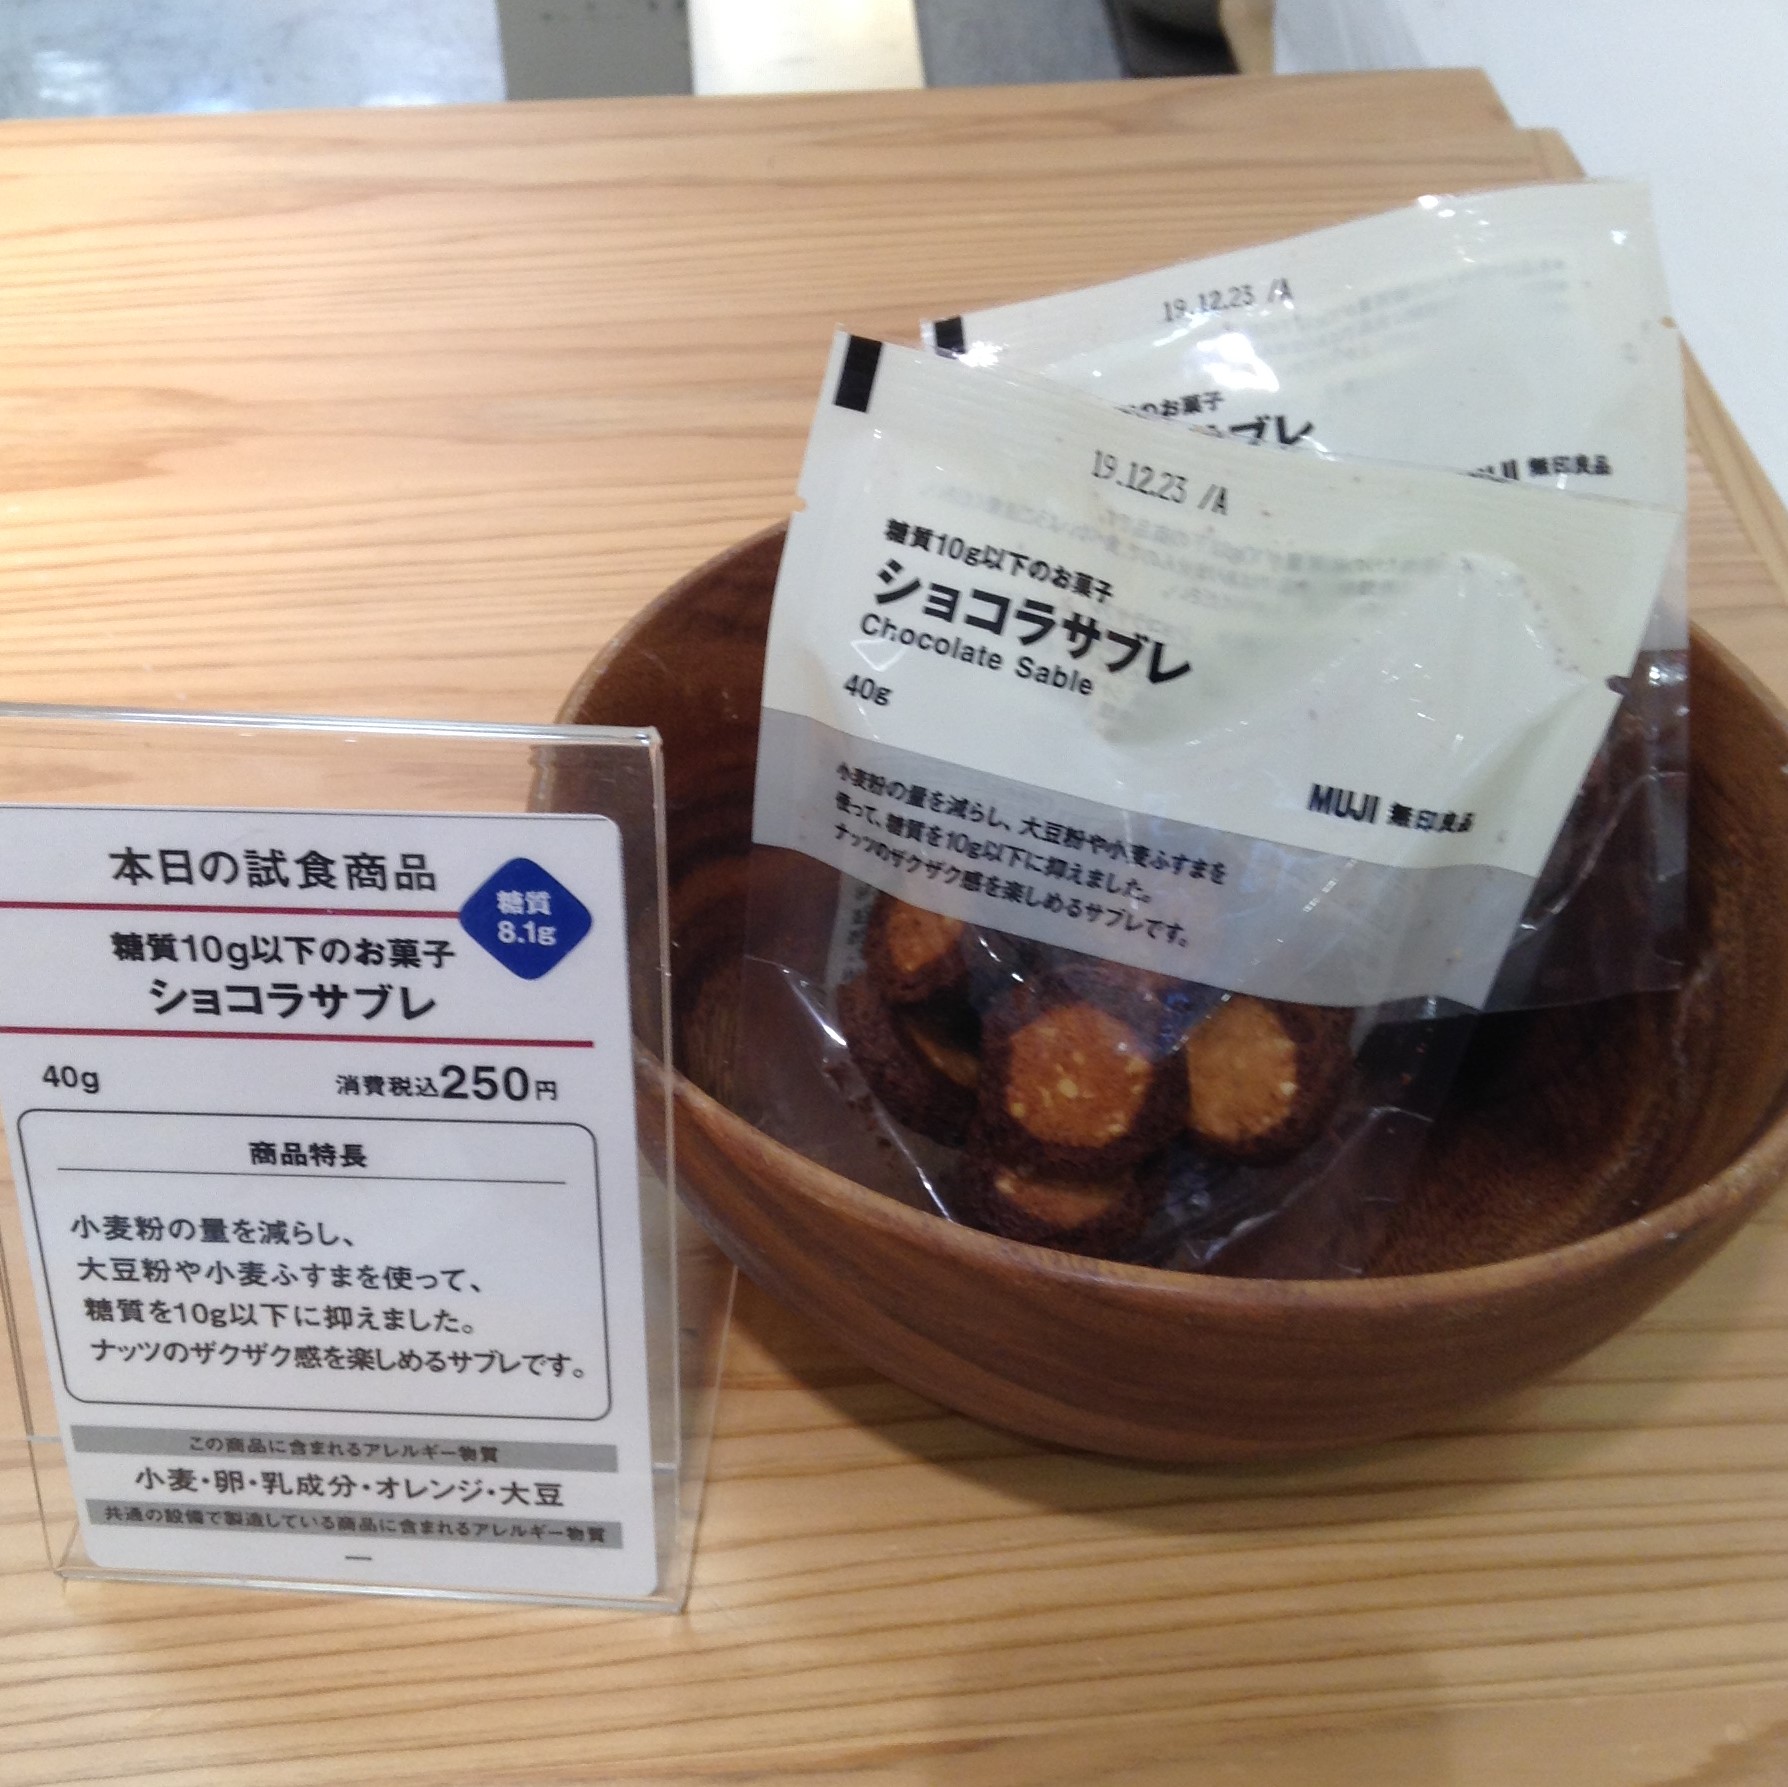 本日の試食商品
糖質
8.1g
糖質10g以下のお菓子
ショコラサブレ
40g
消費税込250円
商品特長
小麦粉の量を減らし、
大豆粉や小麦ふすまを使って、
糖質を10g以下に抑えました。
ナッツのザクザク感を楽しめるサブレです。
この商品に含まれるアレルギー物質
小麦・卵・乳成分・オレンジ・大豆
共通の設備で製造している商品に含まれるアレルギー物質
—
19.12.23 /A
のお菓子
ブレ
無印良品
19.12.23 /A
糖質10g以下のお菓子
ショコラサブレ
Chocolate Sable
40g
MUJI 無印良品
小麦粉の量を減らし、大豆粉や小麦ふすまを
使って、糖質を10g以下に抑えました。
ナッツのザクザク感を楽しめるサブレです。